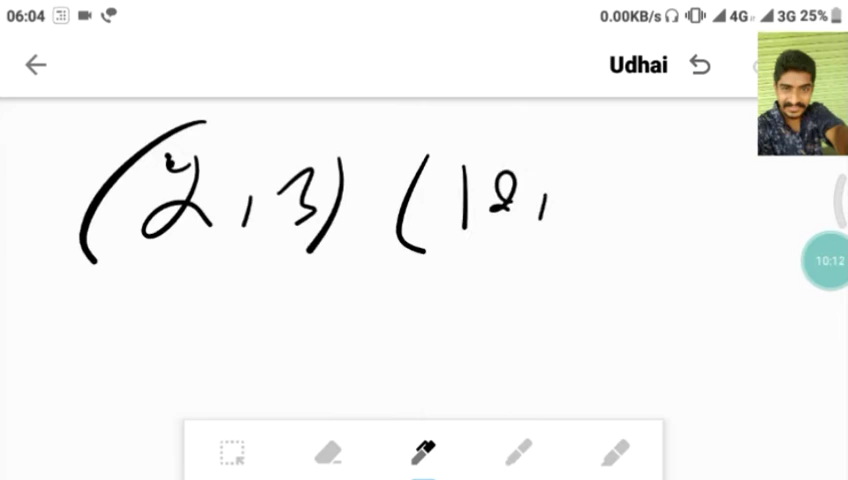 06:04 0.00KB/s 4G 3G 25%
Udhai
(2, 3) (12,
10:12